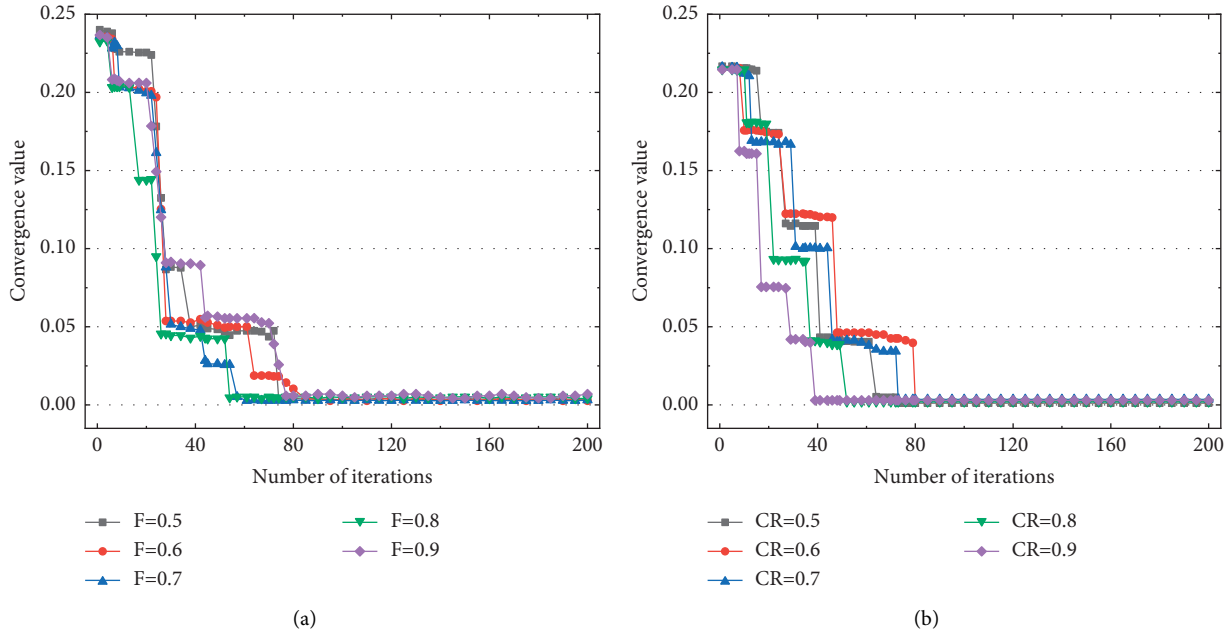 0.25
0.20
0.15
0.10
0.05
0.00
Convergence value
0 40 80 120 160 200
Number of iterctions
F=0.5
F=0.6
F=0.7
F=0.8
F=0.9
(a)
0.25
0.20
0.15
0.10
0.05
0.00
Convergence value
0 40 80 120 160 200
Number of iterctions
CR=0.5
CR=0.6
CR=0.7
CR=0.8
CR=0.9
(b)